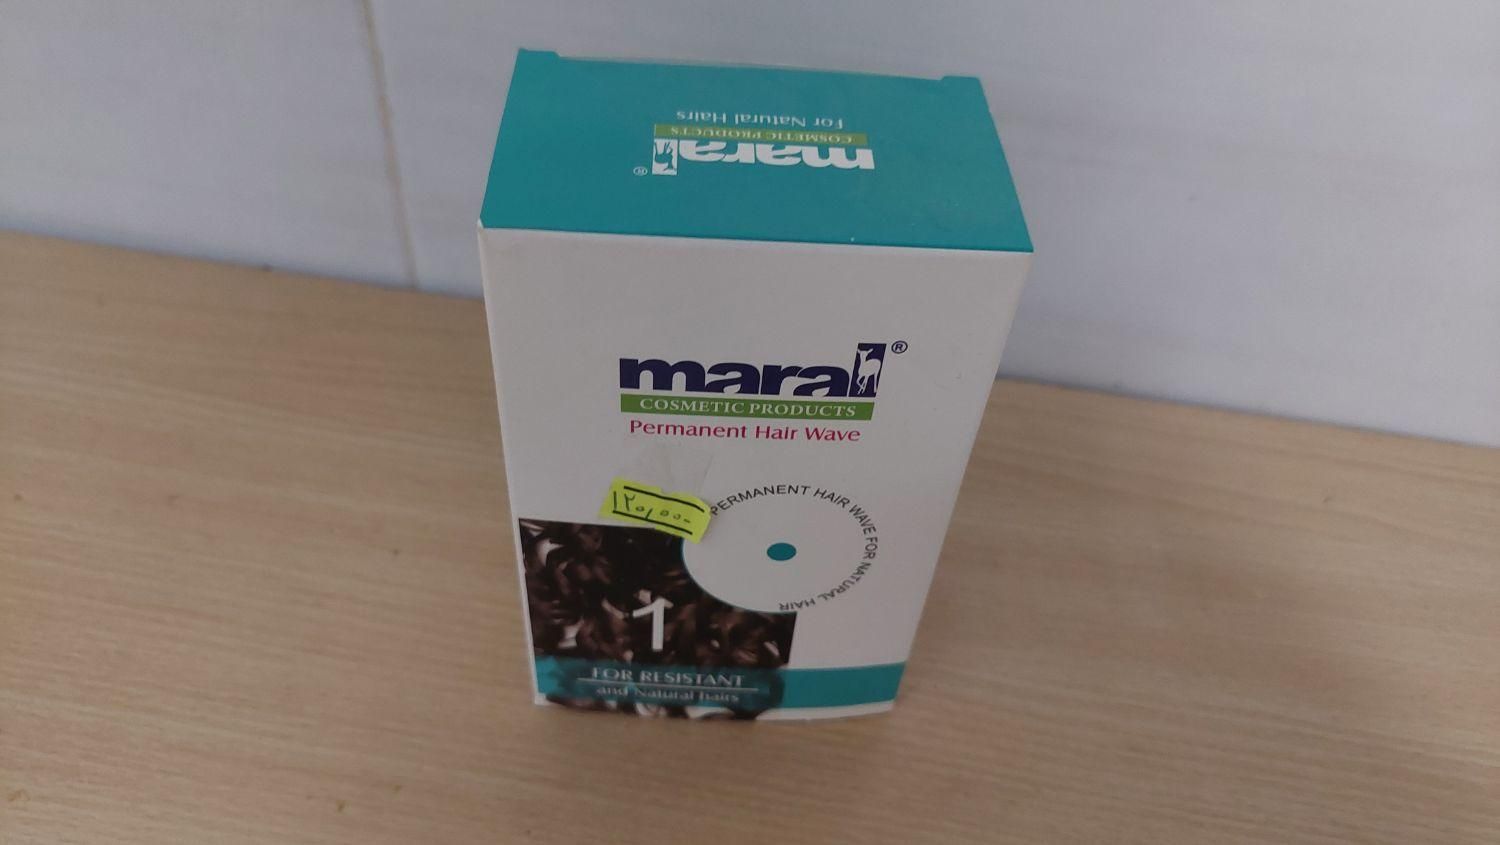 For Natural Hairs
COSMETIC PRODUCTS
maral
®
maral®
COSMETIC PRODUCTS
Permanent Hair Wave
۱۲۰,۰۰۰
PERMANENT HAIR WAVE FOR NATURAL HAIR
1
FOR RESISTANT
and Natural hairs